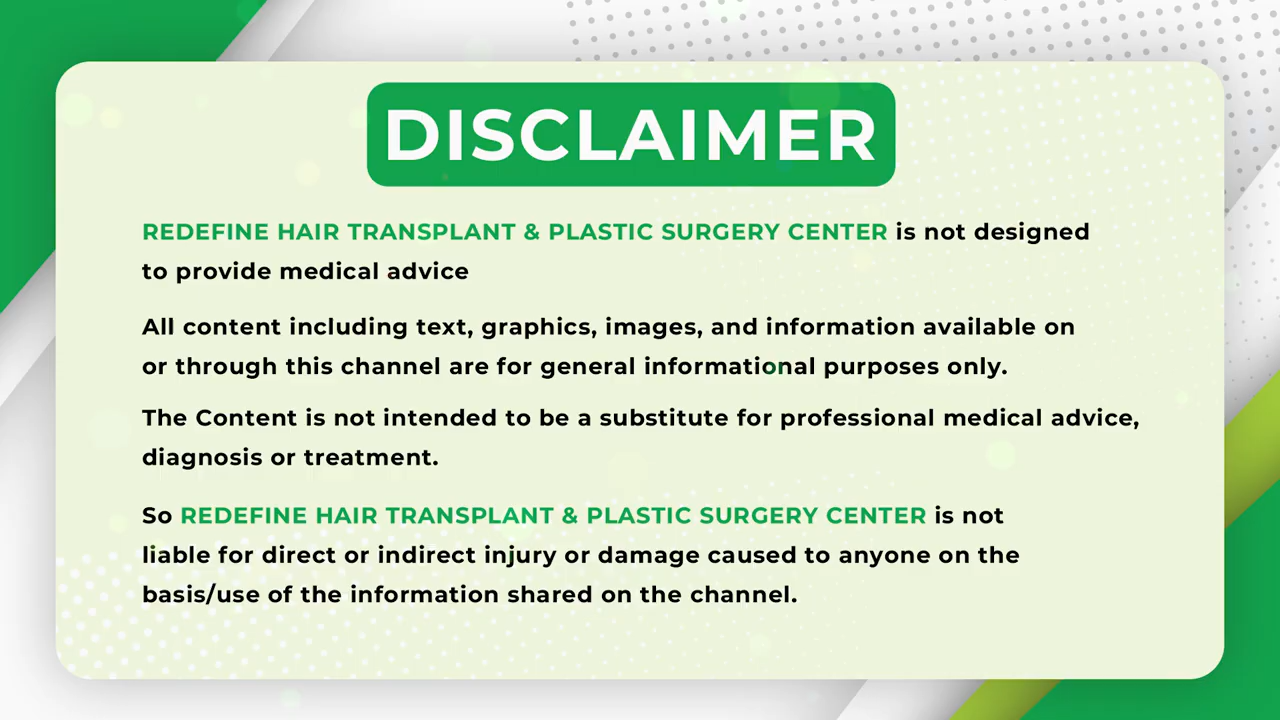 DISCLAIMER
REDEFINE HAIR TRANSPLANT & PLASTIC SURGERY CENTER is not designed
to provide medical advice
All content including text, graphics, images, and information available on
or through this channel are for general informational purposes only.
The Content is not intended to be a substitute for professional medical advice,
diagnosis or treatment.
So REDEFINE HAIR TRANSPLANT & PLASTIC SURGERY CENTER is not
liable for direct or indirect injury or damage caused to anyone on the
basis/use of the information shared on the channel.